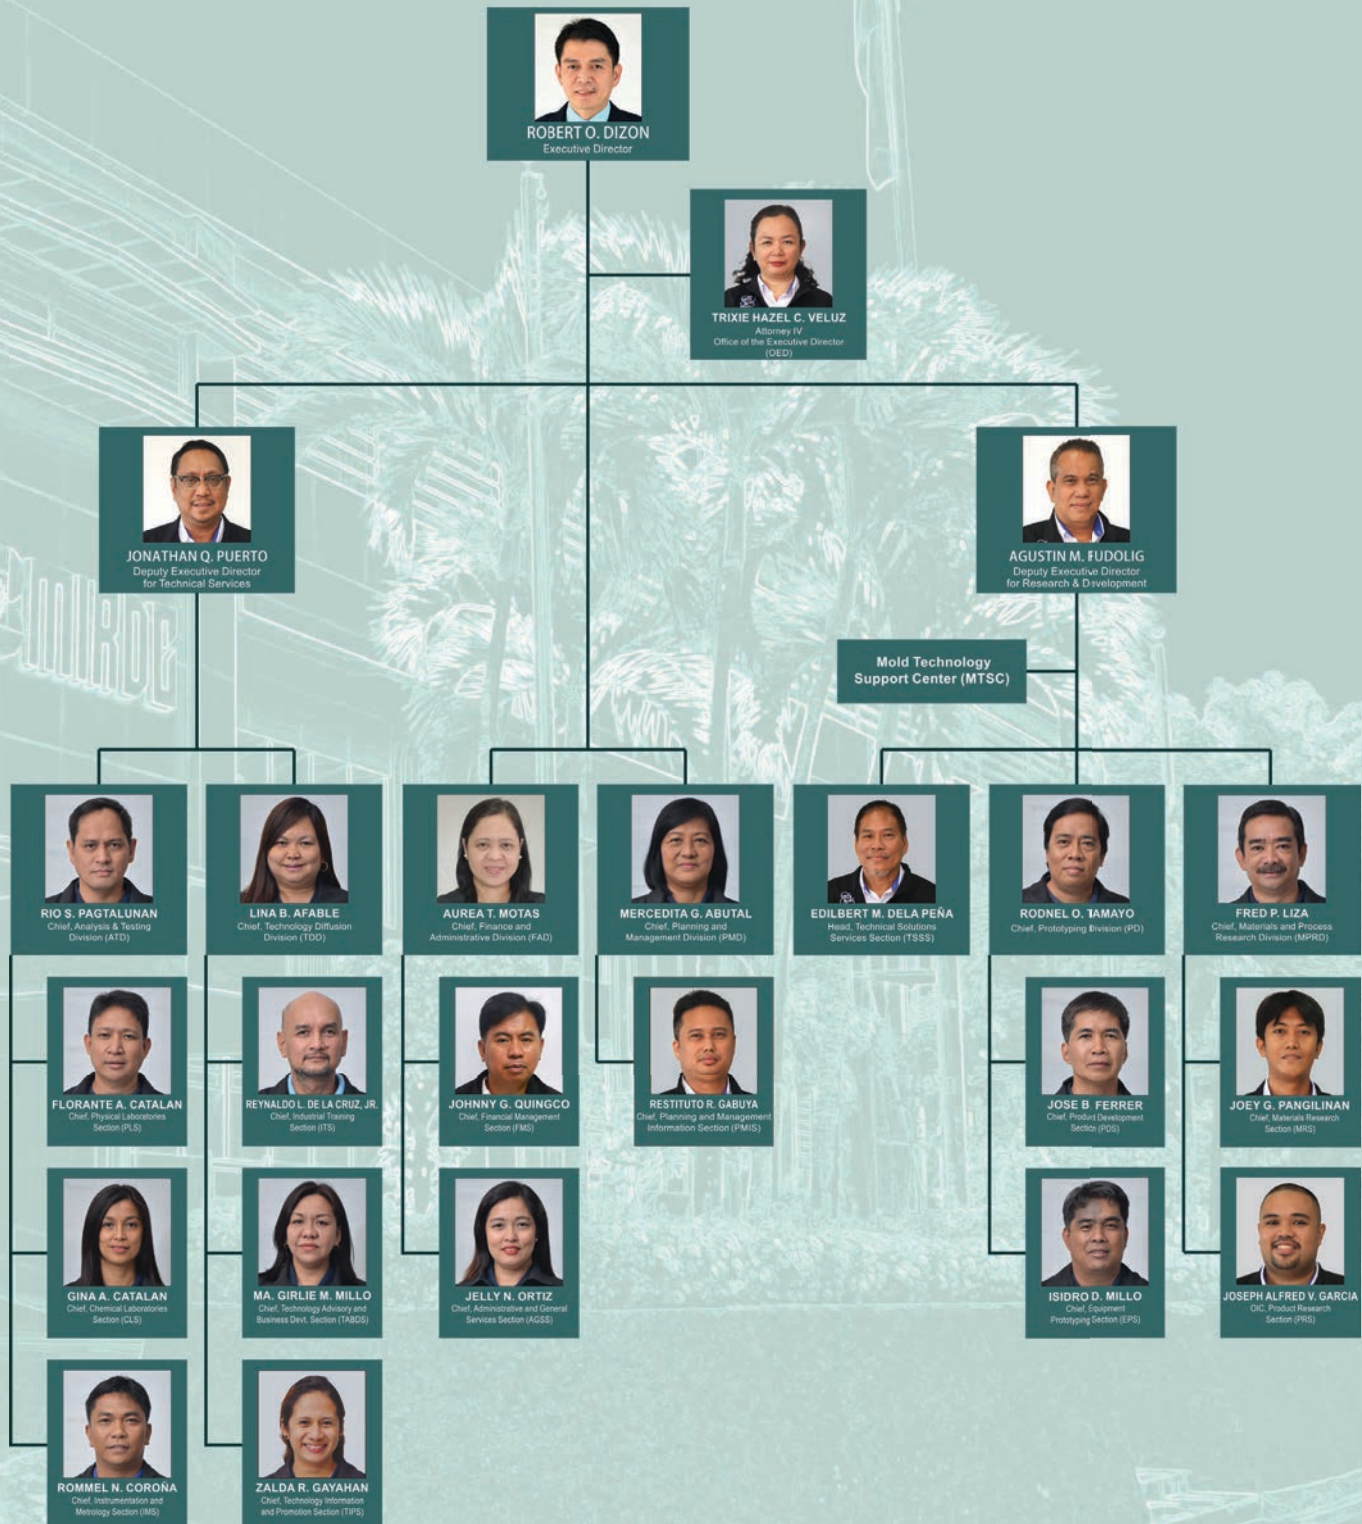 ROBERT O. DIZON
Executive Director
TRIXIE HAZEL C. VELUZ
Attorney IV
Office of the Executive Director
(OED)
JONATHAN Q. PUERTO
Deputy Executive Director
for Technical Services
AGUSTIN M. FUDOLIG
Deputy Executive Director
for Research & Development
Mold Technology
Support Center (MTSC)
RIO S. PAGTALUNAN
Chief, Analysis & Testing
Division (ATD)
LINA B. AFABLE
Chief, Technology Diffusion
Division (TDD)
AUREA T. MOTAS
Chief, Finance and
Administrative Division (FAD)
MERCEDITA G. ABUTAL
Chief, Planning and
Management Division (PMD)
EDILBERT M. DELA PEÑA
Head, Technical Solutions
Services Section (TSSS)
RODNEL O. TAMAYO
Chief, Prototyping Division (PD)
FRED P. LIZA
Chief, Materials and Process
Research Division (MPRD)
FLORANTE A. CATALAN
Chief, Physical Laboratories
Section (PLS)
REYNALDO L. DE LA CRUZ, JR.
Chief, Industrial Training
Section (ITS)
JOHNNY G. QUINGCO
Chief, Financial Management
Section (FMS)
RESTITUTO R. GABUYA
Chief, Planning and Management
Information Section (PMIS)
JOSE B FERRER
Chief, Product Development
Section (PDS)
JOEY G. PANGILINAN
Chief, Materials Research
Section (MRS)
GINA A. CATALAN
Chief, Chemical Laboratories
Section (CLS)
MA. GIRLIE M. MILLO
Chief, Technology Advisory and
Business Devt. Section (TABDS)
JELLY N. ORTIZ
Chief, Administrative and General
Services Section (AGSS)
ISIDRO D. MILLO
Chief, Equipment
Prototyping Section (EPS)
JOSEPH ALFRED V. GARCIA
OIC, Product Research
Section (PRS)
ROMMEL N. COROÑA
Chief, Instrumentation and
Metrology Section (IMS)
ZALDA R. GAYAHAN
Chief, Technology Information
and Promotion Section (TIPS)